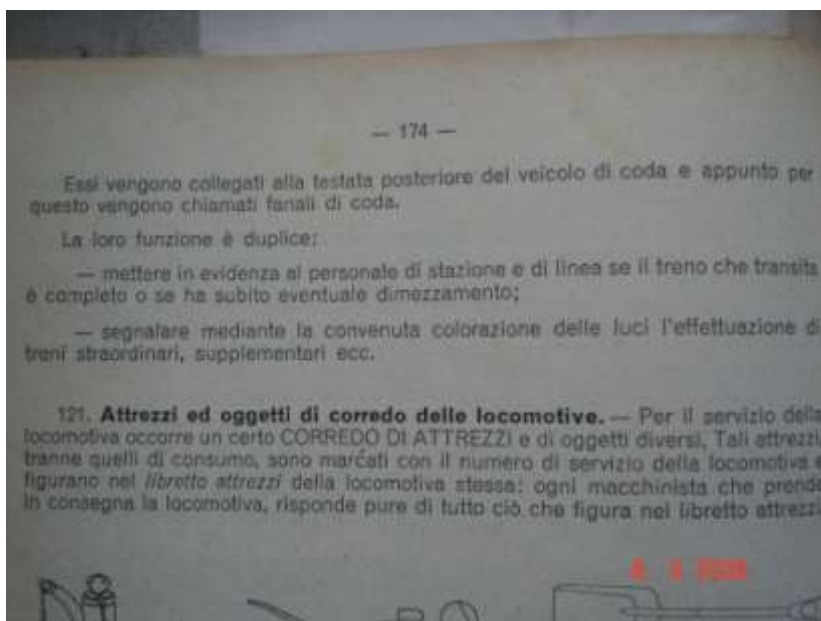 — 174 —
Essi vengono collegati alla testata posteriore del veicolo di coda e appunto per
questo vengono chiamati fanali di coda.
La loro funzione è duplice:
— mettere in evidenza al personale di stazione e di linea se il treno che transita
è completo o se ha subito eventuale dimezzamento;
— segnalare mediante la convenuta colorazione delle luci l'effettuazione di
treni straordinari, supplementari ecc.
121. Attrezzi ed oggetti di corredo delle locomotive. — Per il servizio della
locomotiva occorre un certo CORREDO DI ATTREZZI e di oggetti diversi. Tali attrezzi
tranne quelli di consumo, sono marcati con il numero di servizio della locomotiva e
figurano nel libretto attrezzi della locomotiva stessa: ogni macchinista che prende
in consegna la locomotiva, risponde pure di tutto ciò che figura nel libretto attrezzi